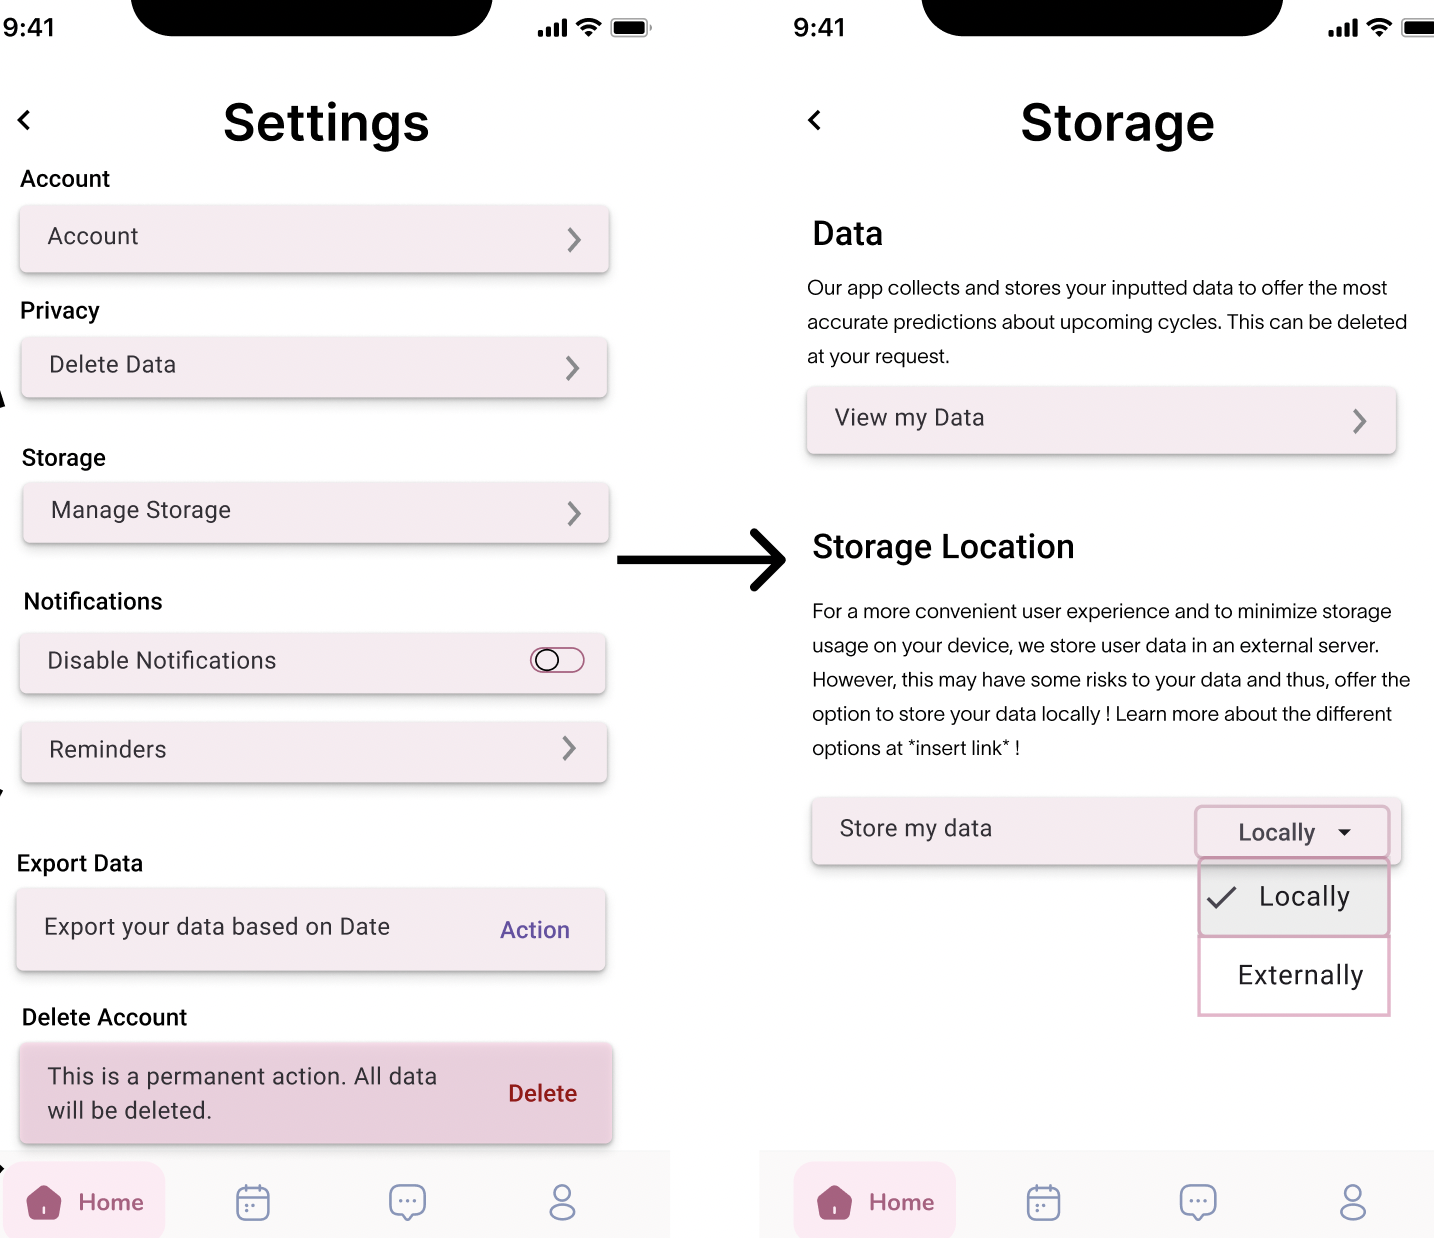 9:41
Settings
Account
Account
Privacy
Delete Data
Storage
Manage Storage
Notifications
Disable Notifications
Reminders
Export Data
Export your data based on Date
Action
Delete Account
This is a permanent action. All data
will be deleted.
Delete
Home
9:41
Storage
Data
Our app collects and stores your inputted data to offer the most
accurate predictions about upcoming cycles. This can be deleted
at your request.
View my Data
Storage Location
For a more convenient user experience and to minimize storage
usage on your device, we store user data in an external server.
However, this may have some risks to your data and thus, offer the
option to store your data locally ! Learn more about the different
options at *insert link* !
Store my data
Locally
Locally
Externally
Home